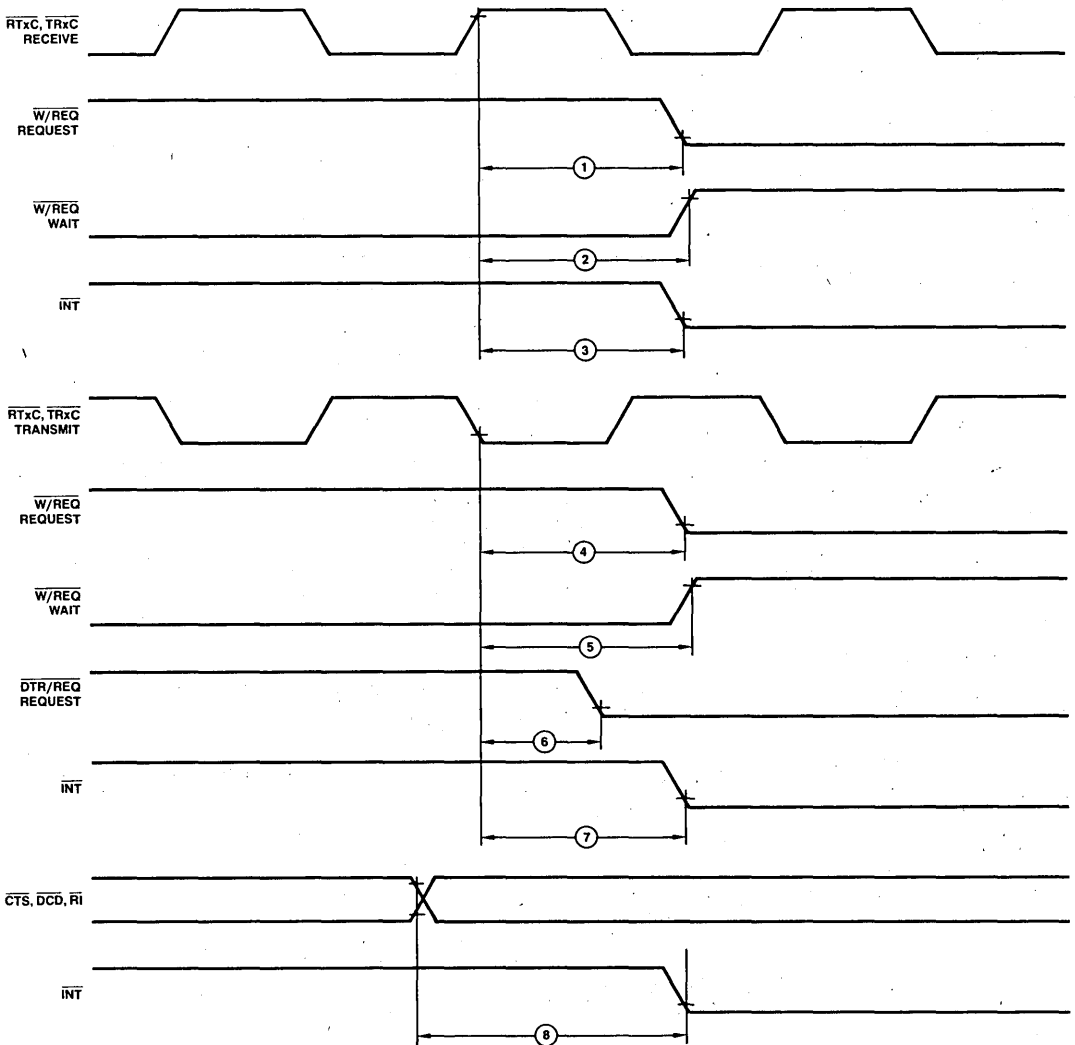 RTxC, TRxC
RECEIVE
W/REQ
REQUEST
1
W/REQ
WAIT
2
INT
3
RTxC, TRxC
TRANSMIT
W/REQ
REQUEST
4
W/REQ
WAIT
5
DTR/REQ
REQUEST
6
INT
7
CTS, DCD, RI
INT
8